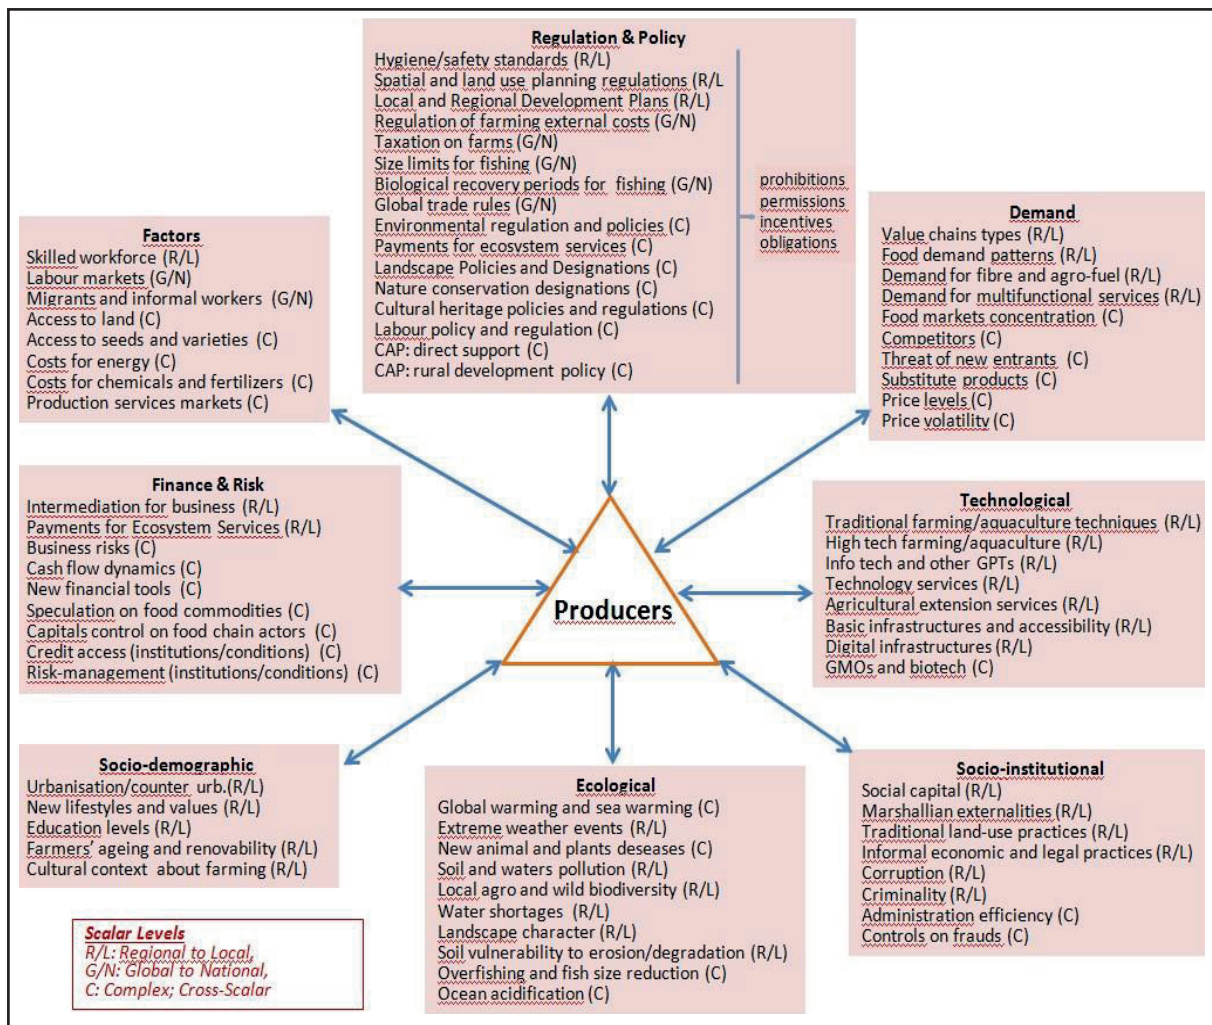 Regulation & Policy
Hygiene/safety standards (R/L)
Spatial and land use planning regulations (R/L
Local and Regional Development Plans (R/L)
Regulation of farming external costs (G/N)
Taxation on farms (G/N)
Size limits for fishing (G/N)
Biological recovery periods for fishing (G/N)
Global trade rules (G/N)
Environmental regulation and policies (C)
Payments for ecosystem services (C)
Landscape Policies and Designations (C)
Nature conservation designations (C)
Cultural heritage policies and regulations (C)
Labour policy and regulation (C)
CAP: direct support (C)
CAP: rural development policy (C)
prohibitions
permissions
incentives
obligations
Factors
Skilled workforce (R/L)
Labour markets (G/N)
Migrants and informal workers (G/N)
Access to land (C)
Access to seeds and varieties (C)
Costs for energy (C)
Costs for chemicals and fertilizers (C)
Production services markets (C)
Demand
Value chains types (R/L)
Food demand patterns (R/L)
Demand for fibre and agro-fuel (R/L)
Demand for multifunctional services (R/L)
Food markets concentration (C)
Competitors (C)
Threat of new entrants (C)
Substitute products (C)
Price levels (C)
Price volatility (C)
Finance & Risk
Intermediation for business (R/L)
Payments for Ecosystem Services (R/L)
Business risks (C)
Cash flow dynamics (C)
New financial tools (C)
Speculation on food commodities (C)
Capitals control on food chain actors (C)
Credit access (institutions/conditions) (C)
Risk-management (institutions/conditions) (C)
Producers
Technological
Traditional farming/aquaculture techniques (R/L)
High tech farming/aquaculture (R/L)
Info tech and other GPTs (R/L)
Technology services (R/L)
Agricultural extension services (R/L)
Basic infrastructures and accessibility (R/L)
Digital infrastructures (R/L)
GMOs and biotech (C)
Socio-demographic
Urbanisation/counter urb.(R/L)
New lifestyles and values (R/L)
Education levels (R/L)
Farmers' ageing and renovability (R/L)
Cultural context about farming (R/L)
Ecological
Global warming and sea warming (C)
Extreme weather events (R/L)
New animal and plants deseases (C)
Soil and waters pollution (R/L)
Local agro and wild biodiversity (R/L)
Water shortages (R/L)
Landscape character (R/L)
Soil vulnerability to erosion/degradation (R/L)
Overfishing and fish size reduction (C)
Ocean acidification (C)
Socio-institutional
Social capital (R/L)
Marshallian externalities (R/L)
Traditional land-use practices (R/L)
Informal economic and legal practices (R/L)
Corruption (R/L)
Criminality (R/L)
Administration efficiency (C)
Controls on frauds (C)
Scalar Levels
R/L: Regional to Local,
G/N: Global to National,
C: Complex; Cross-Scalar